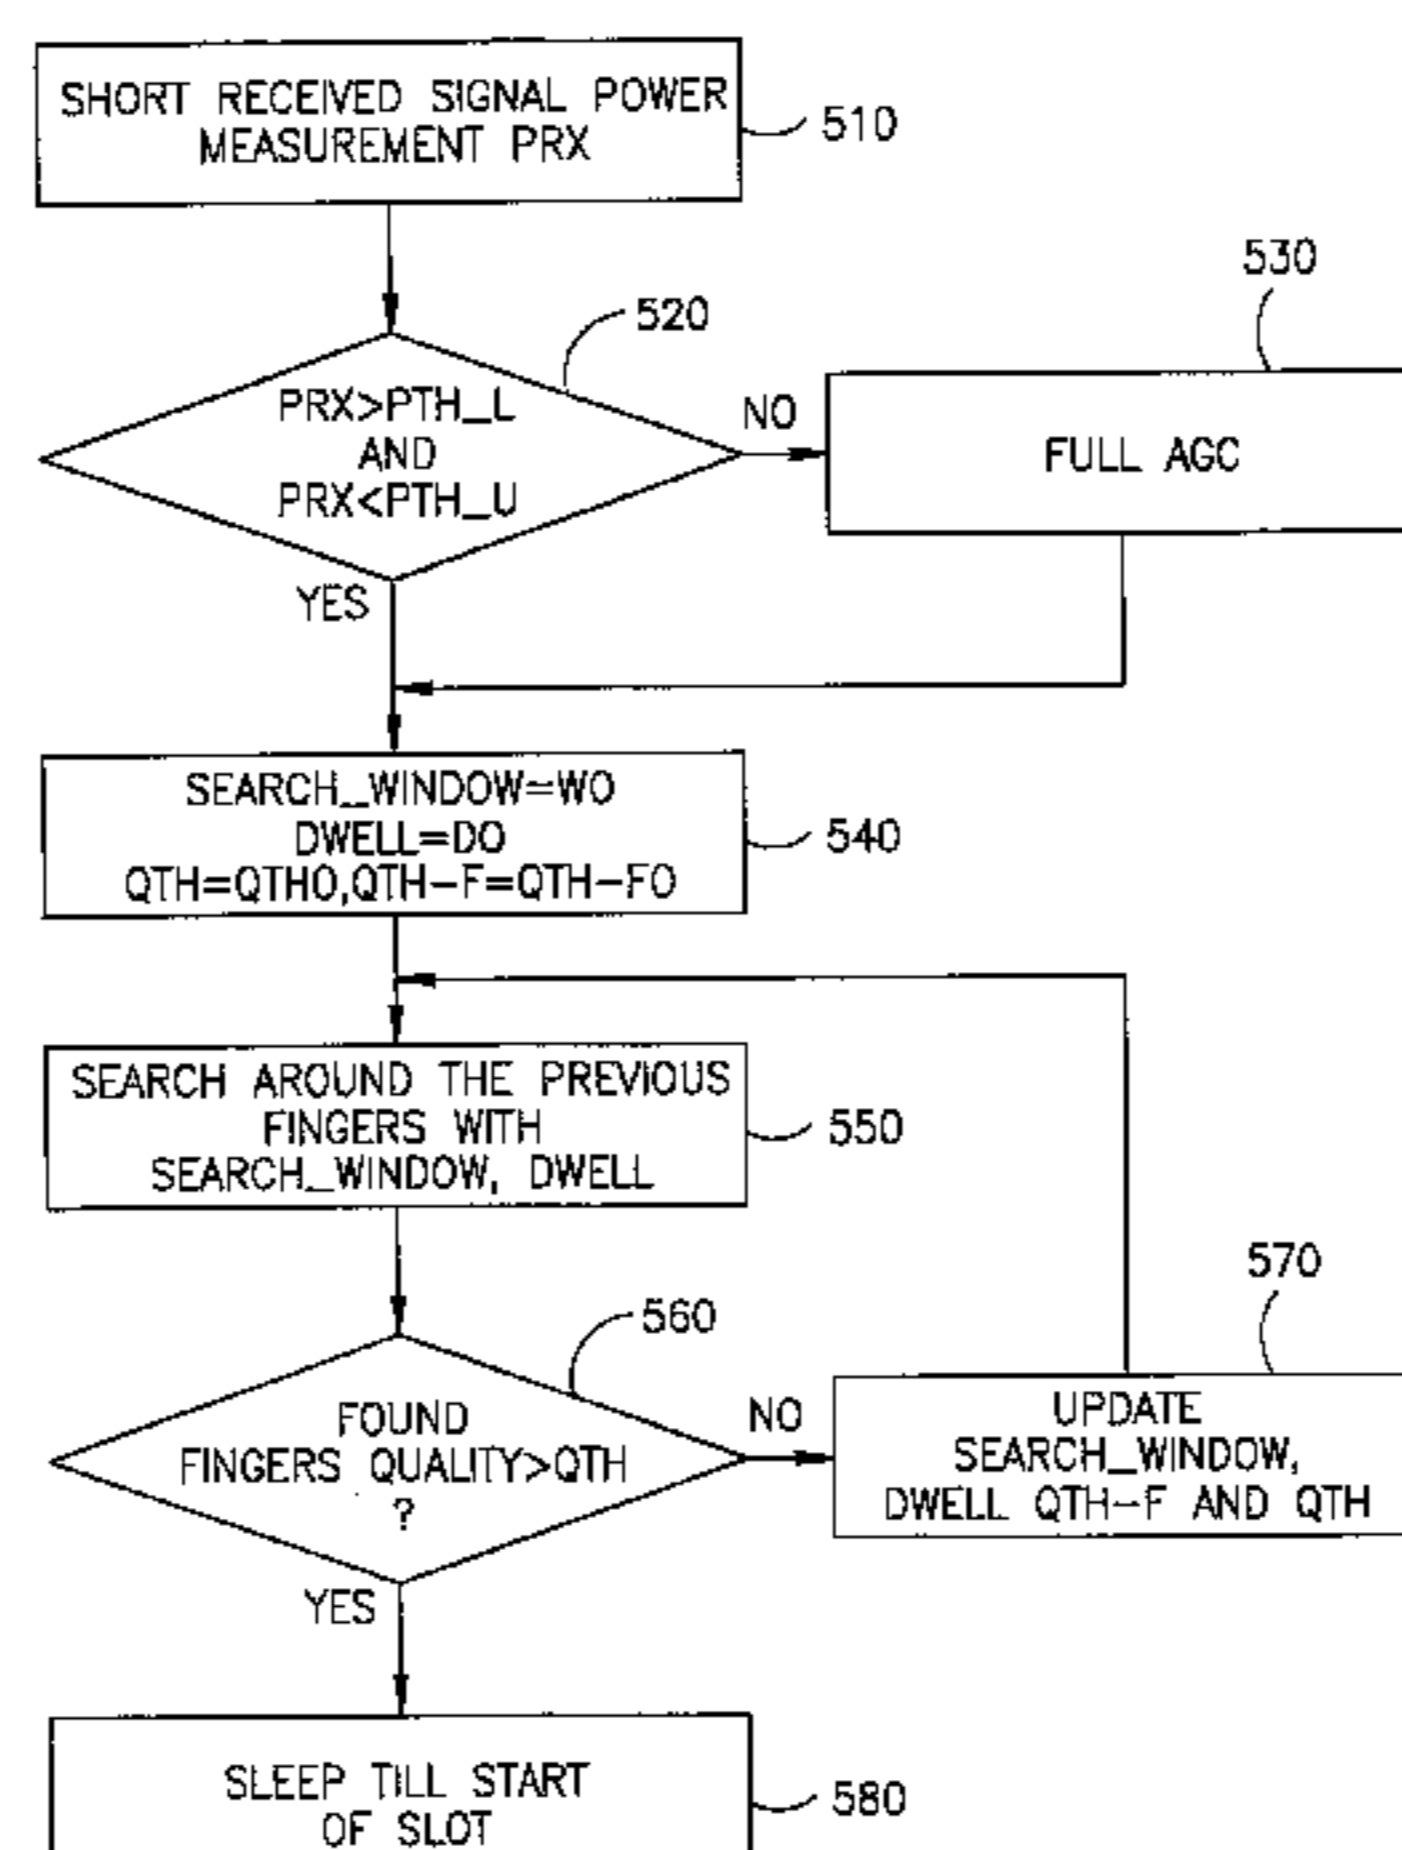 SHORT RECEIVED SIGNAL POWER
MEASUREMENT PRX
510
520
530
PRX>PTH_L
AND
PRX<PTH_U
NO
FULL AGC
YES
SEARCH_WINDOW=WO
DWELL=DO
QTH=QTHO,QTH-F=QTH-FO
540
SEARCH AROUND THE PREVIOUS
FINGERS WITH
SEARCH_WINDOW, DWELL
550
560
570
FOUND
FINGERS QUALITY>QTH
?
NO
UPDATE
SEARCH_WINDOW,
DWELL QTH-F AND QTH
YES
SLEEP TILL START
OF SLOT
580